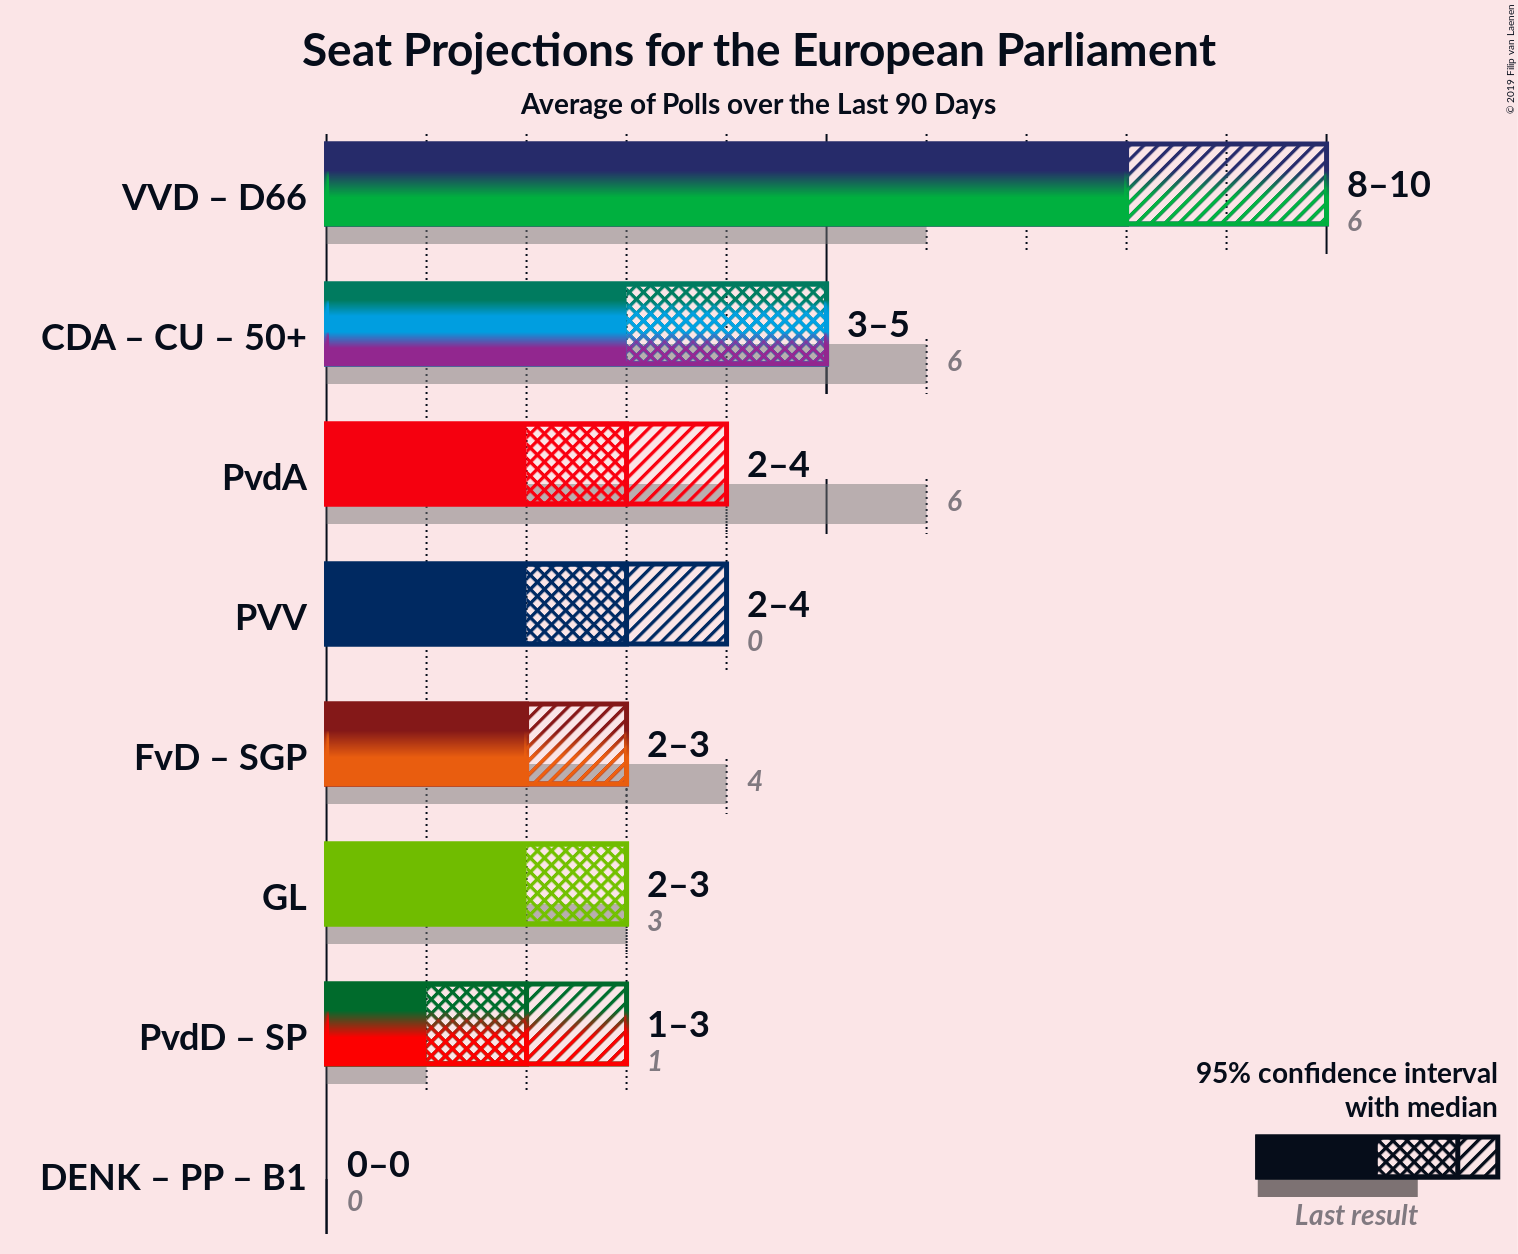 Seat Projections for the European Parliament
Average of Polls over the Last 90 Days
© 2019 Filip van Laenen
VVD – D66
8–10
6
CDA – CU – 50+
3–5
6
PvdA
2–4
6
PVV
2–4
0
FvD – SGP
2–3
4
GL
2–3
3
PvdD – SP
1–3
1
DENK – PP – B1
0–0
0
95% confidence interval
with median
Last result